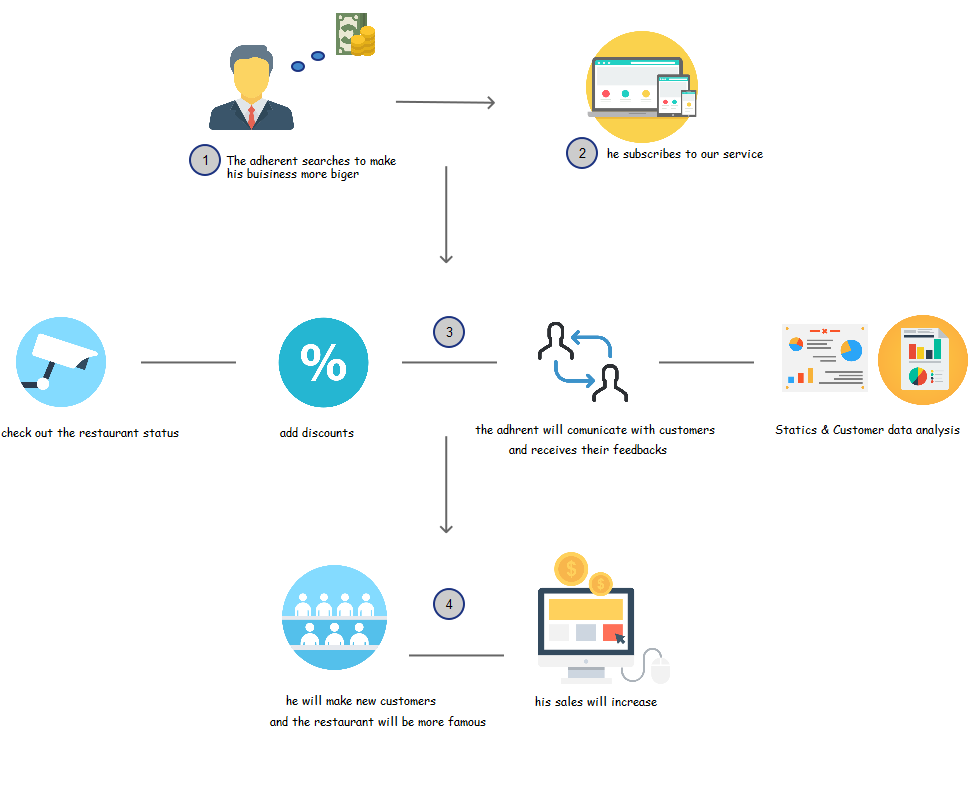 1
The adherent searches to make
his buisiness more biger
2
he subscribes to our service
3
check out the restaurant status
add discounts
the adhrent will comunicate with customers
and receives their feedbacks
Statics & Customer data analysis
4
he will make new customers
and the restaurant will be more famous
his sales will increase
%
$
$
$